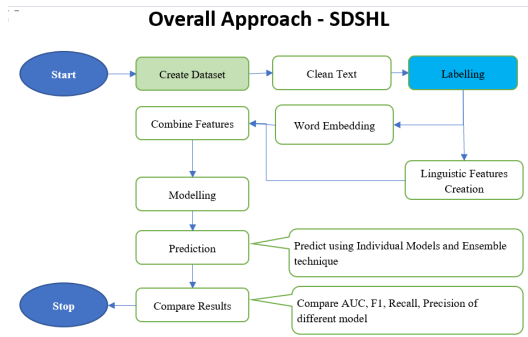 Overall Approach - SDSHL
Start
Create Dataset
Clean Text
Labelling
Combine Features
Word Embedding
Linguistic Features
Creation
Modelling
Prediction
Predict using Individual Models and Ensemble
technique
Stop
Compare Results
Compare AUC, F1, Recall, Precision of
different model